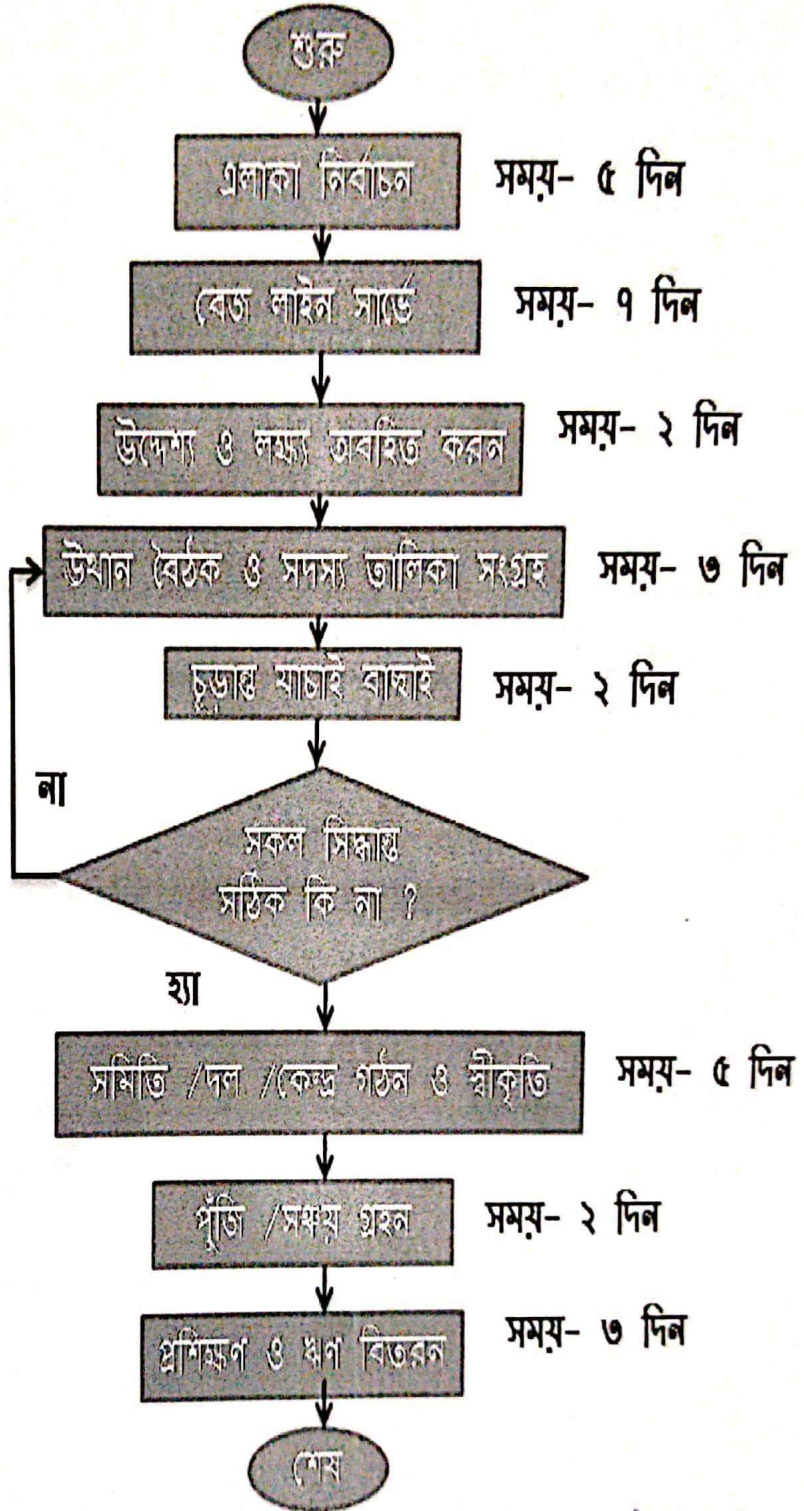 শুরু
এলাকা নির্বাচন সময়- ৫ দিন
বেজ লাইন সার্ভে সময়- ৭ দিন
উদ্দেশ্য ও লক্ষ্য অবহিত করন সময়- ২ দিন
উথান বৈঠক ও সদস্য তালিকা সংগ্রহ সময়- ৩ দিন
চূড়ান্ত যাচাই বাছাই সময়- ২ দিন
না
সকল সিদ্ধান্ত
সঠিক কি না ?
হ্যা
সমিতি /দল /কেন্দ্র গঠন ও স্বীকৃতি সময়- ৫ দিন
পুঁজি /সঞ্চয় গ্রহন সময়- ২ দিন
প্রশিক্ষণ ও ঋণ বিতরন সময়- ৩ দিন
শেষ